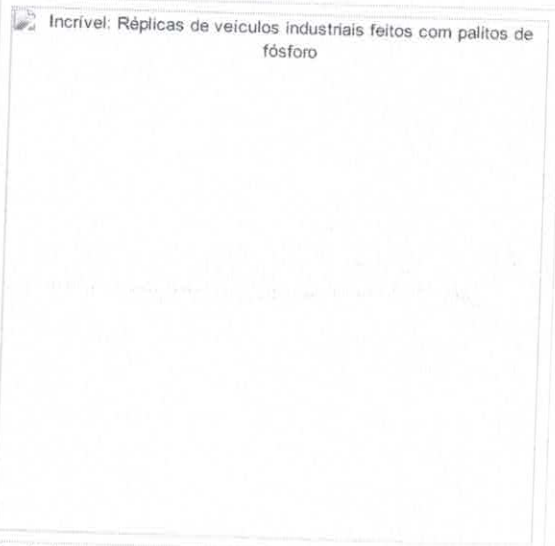 Incrível: Réplicas de veículos industriais feitos com palitos de
fósforo